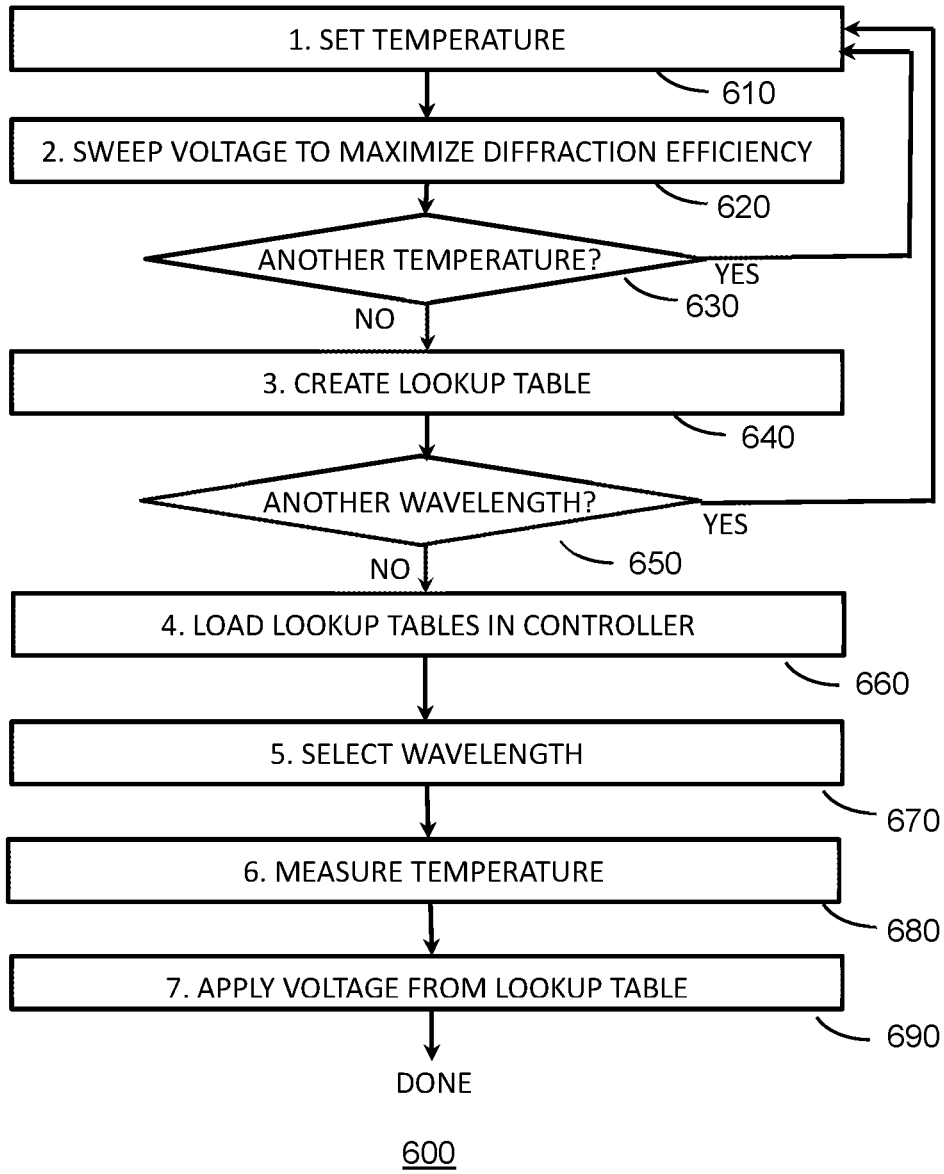 1. SET TEMPERATURE
610
2. SWEEP VOLTAGE TO MAXIMIZE DIFFRACTION EFFICIENCY
620
ANOTHER TEMPERATURE?
YES
630
NO
3. CREATE LOOKUP TABLE
640
ANOTHER WAVELENGTH?
YES
650
NO
4. LOAD LOOKUP TABLES IN CONTROLLER
660
5. SELECT WAVELENGTH
670
6. MEASURE TEMPERATURE
680
7. APPLY VOLTAGE FROM LOOKUP TABLE
690
DONE
600